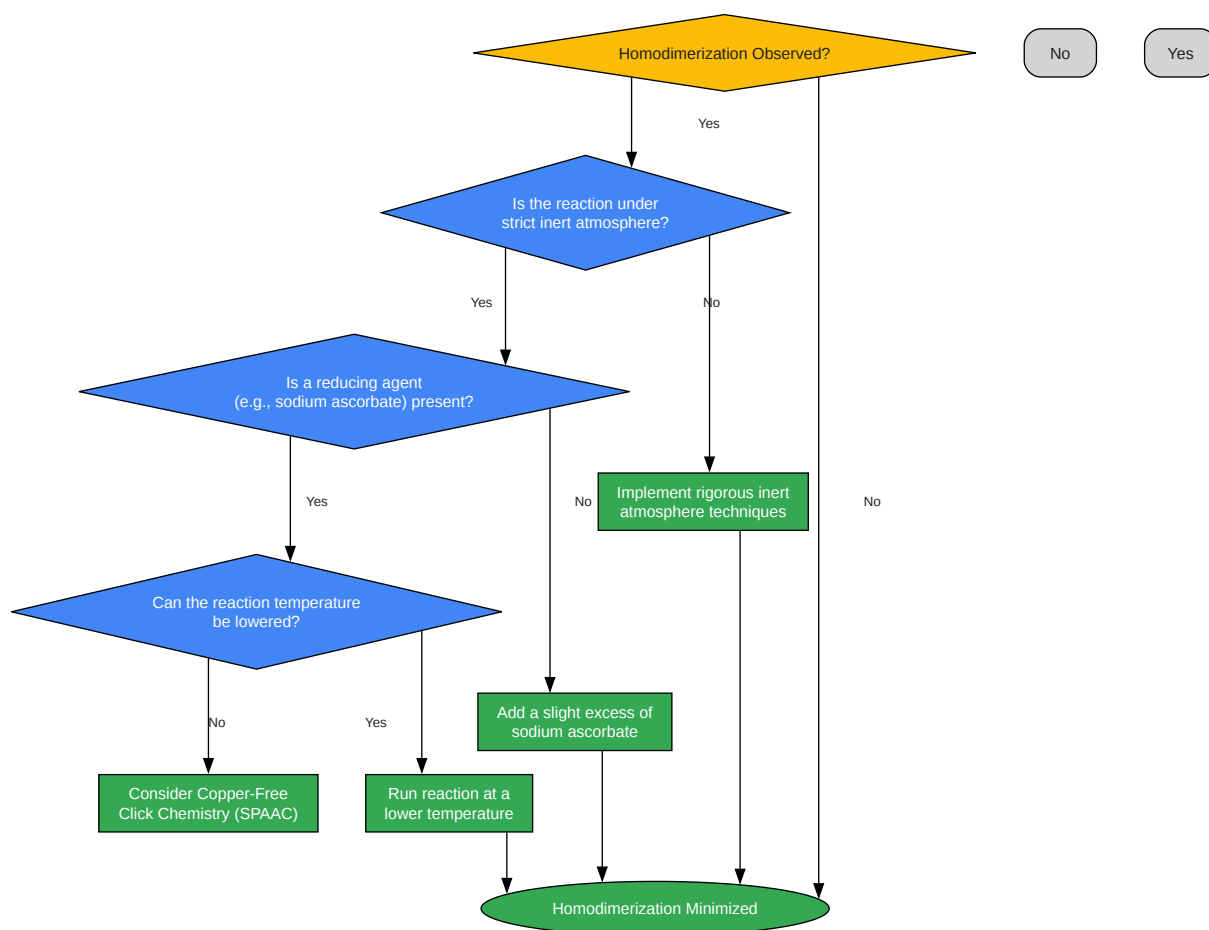 Homodimerization Observed?
No
Yes
Yes
Is the reaction under
strict inert atmosphere?
Yes
No
Is a reducing agent
(e.g., sodium ascorbate) present?
Yes
No
Implement rigorous inert
atmosphere techniques
No
Can the reaction temperature
be lowered?
No
Yes
Add a slight excess of
sodium ascorbate
Consider Copper-Free
Click Chemistry (SPAAC)
Run reaction at a
lower temperature
Homodimerization Minimized